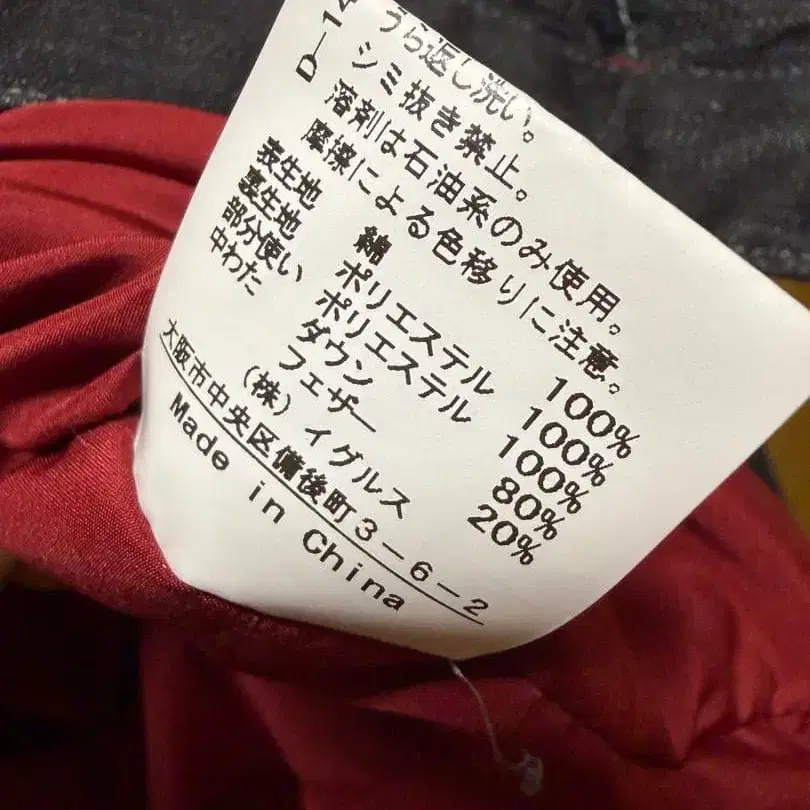 うら返し洗い。
シミ抜き禁止。
溶剤は石油系のみ使用。
摩擦による色移りに注意。
表生地 綿 100%
裏生地 ポリエステル 100%
部分使い ポリエステル 100%
中わた ダウン 80%
フェザー 20%
(株)イグルス
大阪市中央区備後町3-6-2
Made in China
D-14